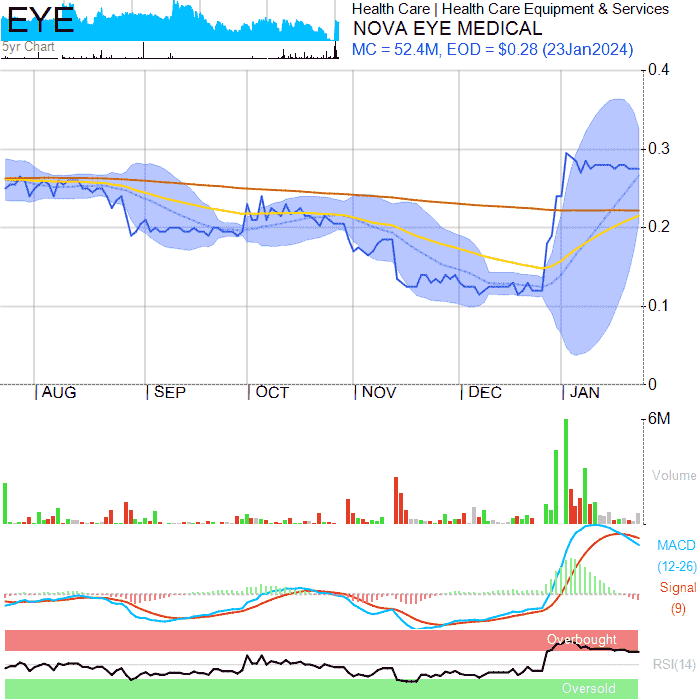 EYE
5yr Chart
Health Care | Health Care Equipment & Services
NOVA EYE MEDICAL
MC = 52.4M, EOD = $0.28 (23Jan2024)
0.4
0.3
0.2
0.1
0
AUG SEP OCT NOV DEC JAN
6M
Volume
MACD
(12-26)
Signal
(9)
Overbought
RSI(14)
Oversold